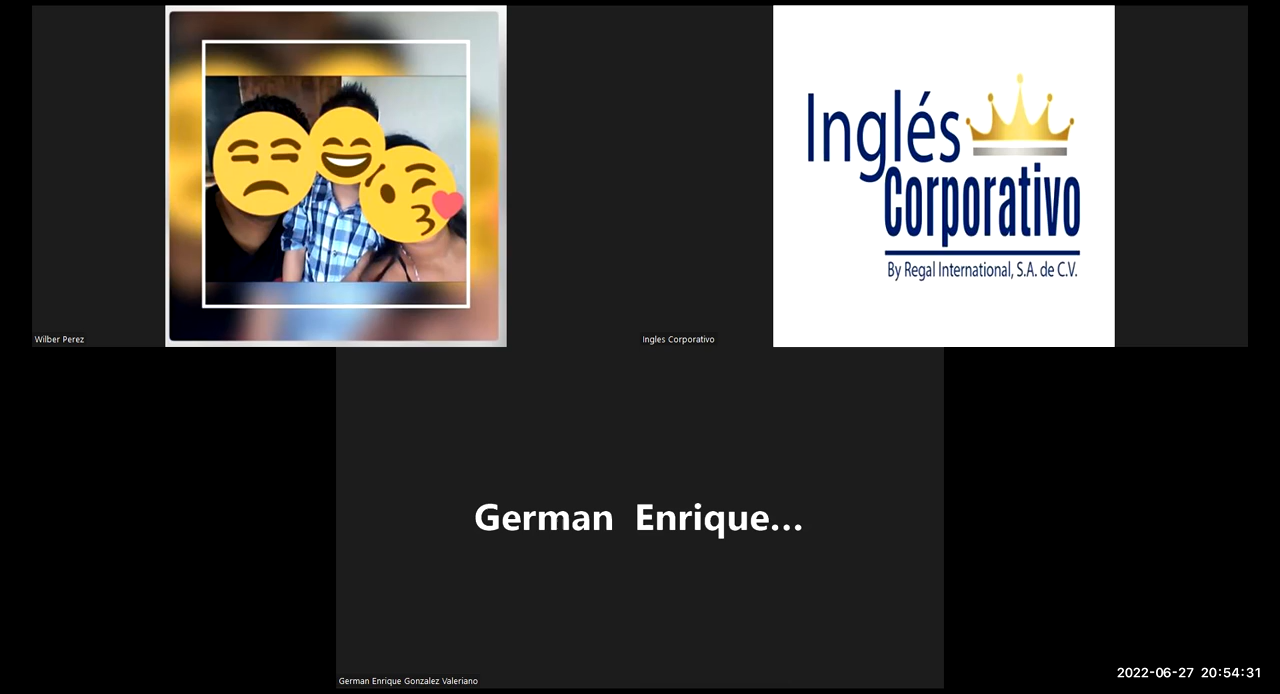 Inglés
Corporativo
By Regal International, S.A. de C.V.
Wilber Perez
Ingles Corporativo
German Enrique...
German Enrique Gonzalez Valeriano
2022-06-27 20:54:31